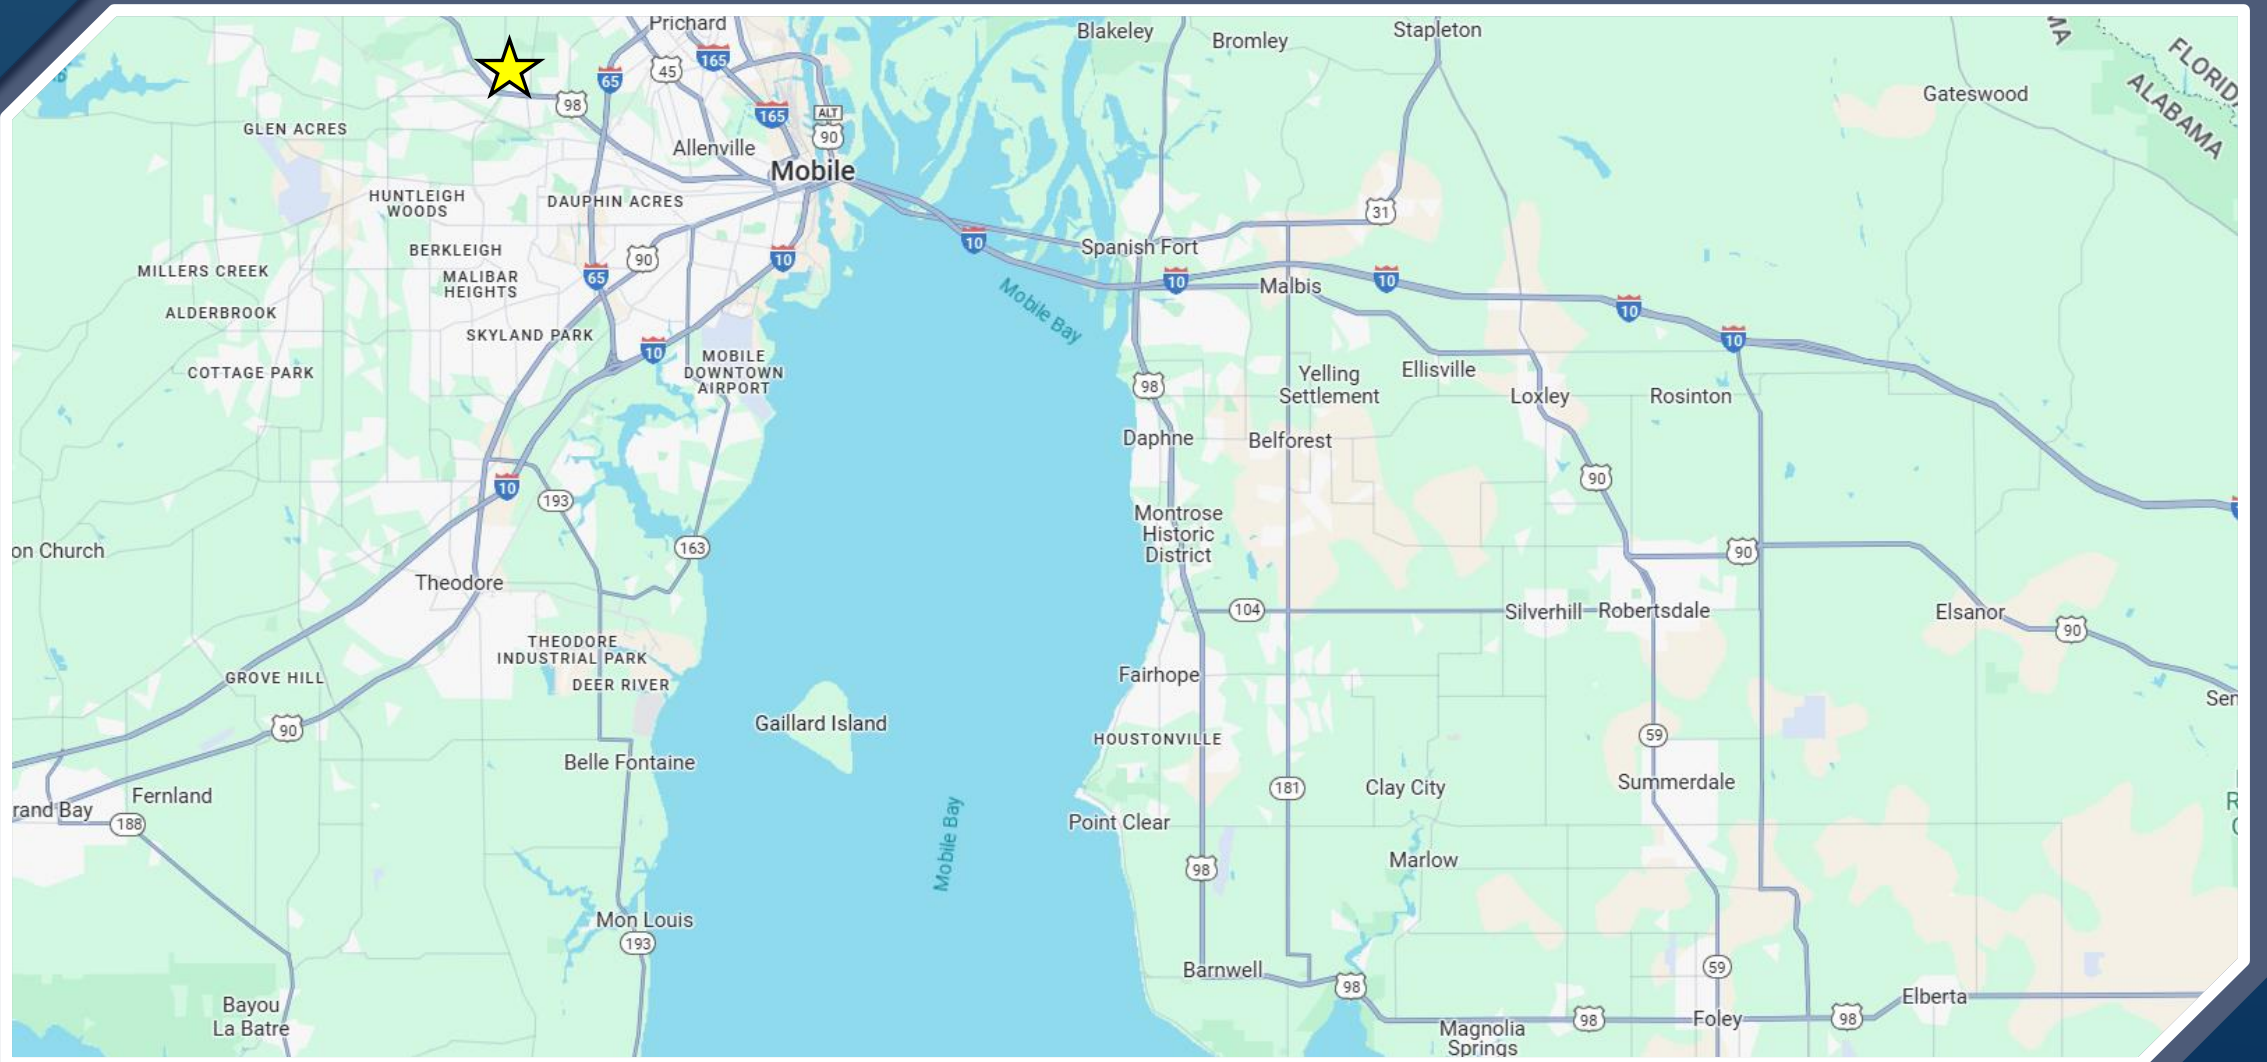 Prichard
Blakeley
Bromley
Stapleton
MA
FLORID
ALABAMA
Gateswood
65
45
165
98
165
ALT
90
GLEN ACRES
Allenville
Mobile
HUNTLEIGH
WOODS
DAUPHIN ACRES
31
BERKLEIGH
90
10
10
Spanish Fort
MILLERS CREEK
MALIBAR
HEIGHTS
65
10
Malbis
10
Mobile Bay
ALDERBROOK
10
SKYLAND PARK
10
10
COTTAGE PARK
MOBILE
DOWNTOWN
AIRPORT
98
Yelling
Settlement
Ellisville
Loxley
Rosinton
Daphne
Belforest
10
193
90
Montrose
Historic
District
on Church
163
90
Theodore
104
Silverhill
Robertsdale
Elsanor
90
THEODORE
INDUSTRIAL PARK
GROVE HILL
DEER RIVER
Fairhope
Sen
90
Gaillard Island
HOUSTONVILLE
59
Belle Fontaine
181
Clay City
Summerdale
rand Bay
Fernland
188
Mobile Bay
Point Clear
R
98
Marlow
Mon Louis
193
Barnwell
98
59
Bayou
La Batre
Magnolia
Springs
98
Foley
98
Elberta